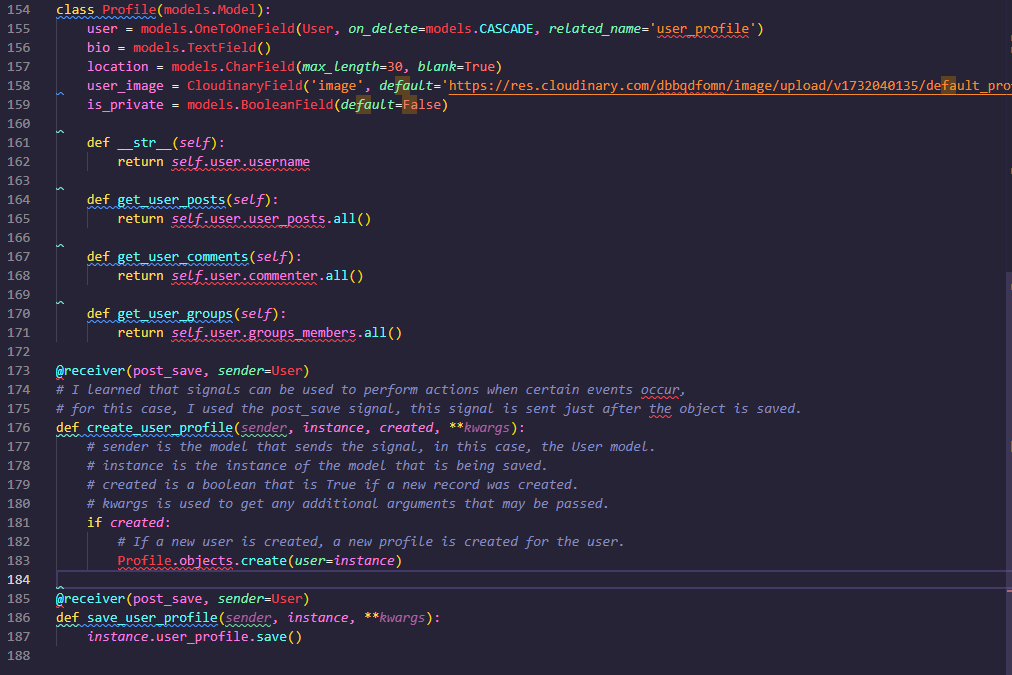 154 class Profile(models.Model):
155     user = models.OneToOneField(User, on_delete=models.CASCADE, related_name='user_profile')
156     bio = models.TextField()
157     location = models.CharField(max_length=30, blank=True)
158     user_image = CloudinaryField('image', default='https://res.cloudinary.com/dbbqdfomn/image/upload/v1732040135/default_pro
159     is_private = models.BooleanField(default=False)
160
161     def __str__(self):
162         return self.user.username
163
164     def get_user_posts(self):
165         return self.user.user_posts.all()
166
167     def get_user_comments(self):
168         return self.user.commenter.all()
169
170     def get_user_groups(self):
171         return self.user.groups_members.all()
172
173 @receiver(post_save, sender=User)
174 # I learned that signals can be used to perform actions when certain events occur,
175 # for this case, I used the post_save signal, this signal is sent just after the object is saved.
176 def create_user_profile(sender, instance, created, **kwargs):
177     # sender is the model that sends the signal, in this case, the User model.
178     # instance is the instance of the model that is being saved.
179     # created is a boolean that is True if a new record was created.
180     # kwargs is used to get any additional arguments that may be passed.
181     if created:
182         # If a new user is created, a new profile is created for the user.
183         Profile.objects.create(user=instance)
184
185 @receiver(post_save, sender=User)
186 def save_user_profile(sender, instance, **kwargs):
187     instance.user_profile.save()
188